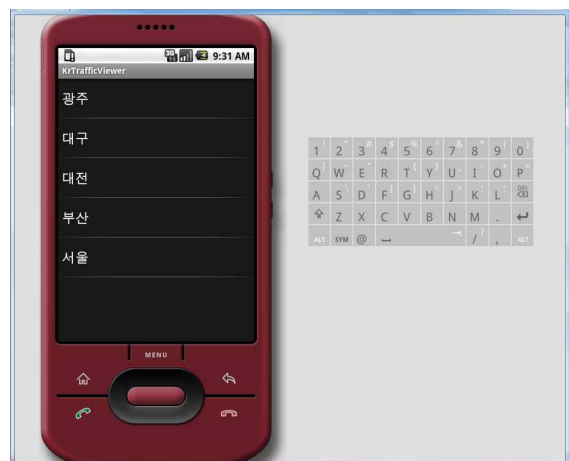 9:31 AM
KrTrafficViewer
광주
대구
대전
부산
서울
MENU
1 ! 2 3 # 4 $ 5 % 6 ^ 7 & 8 * 9 ( 0 )
Q W E R T { Y } U - I O + P =
A S D F [ G ] H J K L DEL
Z X C V B N M .
ALT SYM @ / ? , ALT